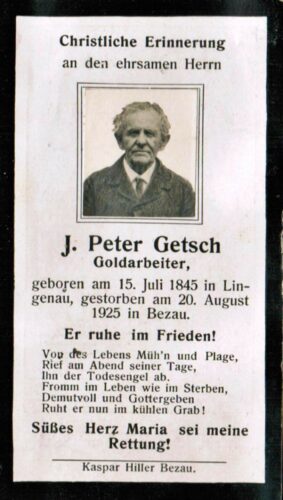 Christliche Erinnerung
an den ehrsamen Herrn
J. Peter Getsch
Goldarbeiter,
geboren am 15. Juli 1845 in Lin-
genau, gestorben am 20. August
1925 in Bezau.
Er ruhe im Frieden!
Von des Lebens Müh'n und Plage,
Rief am Abend seiner Tage,
Ihn der Todesengel ab.
Fromm im Leben wie im Sterben,
Demutvoll und Gottergeben
Ruht er nun im kühlen Grab!
Süßes Herz Maria sei meine
Rettung!
Kaspar Hiller Bezau.